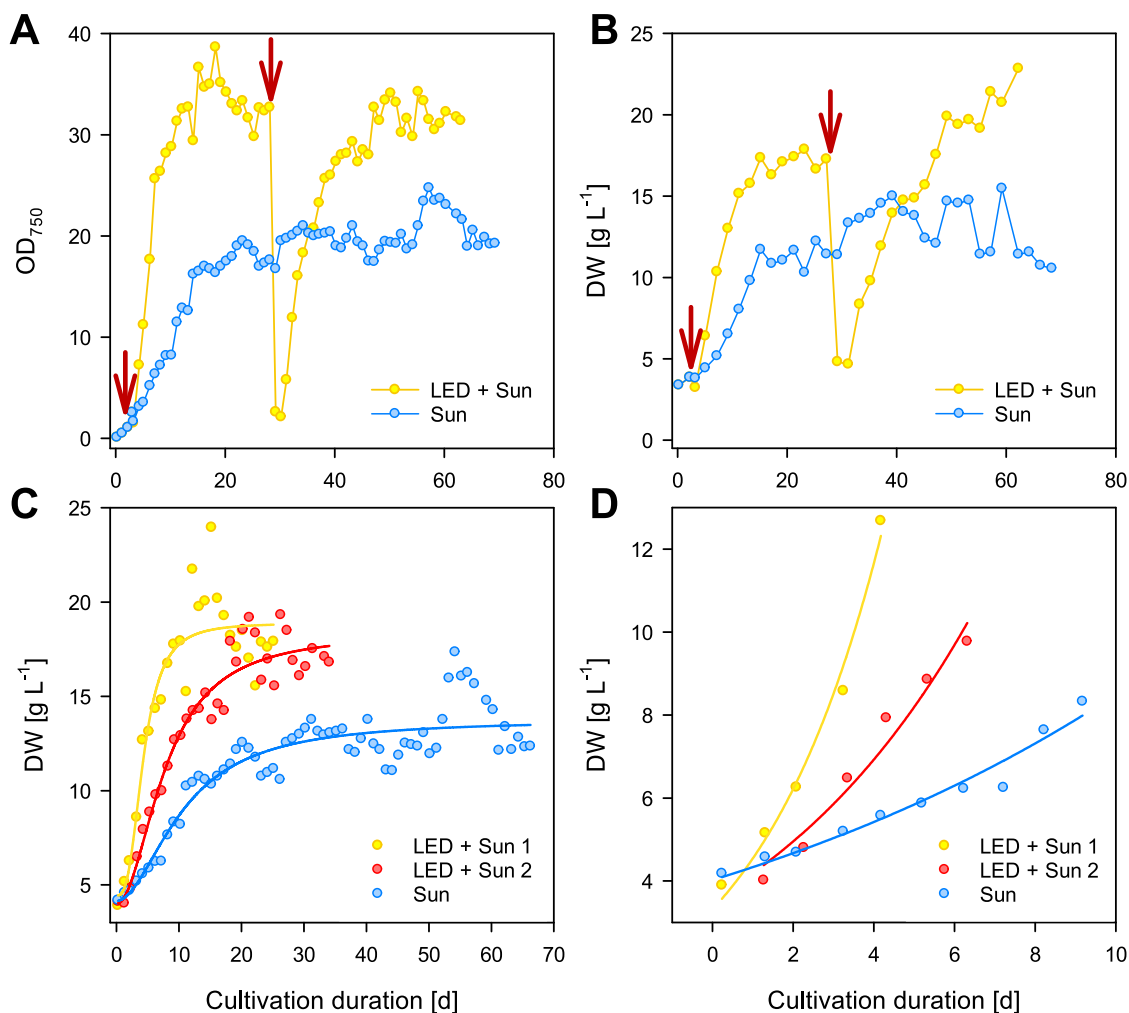 A
OD750
40
30
20
10
0
0 20 40 60 80
LED + Sun
Sun
B
DW [g L-1]
25
20
15
10
5
0
0 20 40 60 80
LED + Sun
Sun
C
DW [g L-1]
25
20
15
10
5
0 10 20 30 40 50 60 70
LED + Sun 1
LED + Sun 2
Sun
Cultivation duration [d]
D
DW [g L-1]
12
10
8
6
4
0 2 4 6 8 10
LED + Sun 1
LED + Sun 2
Sun
Cultivation duration [d]